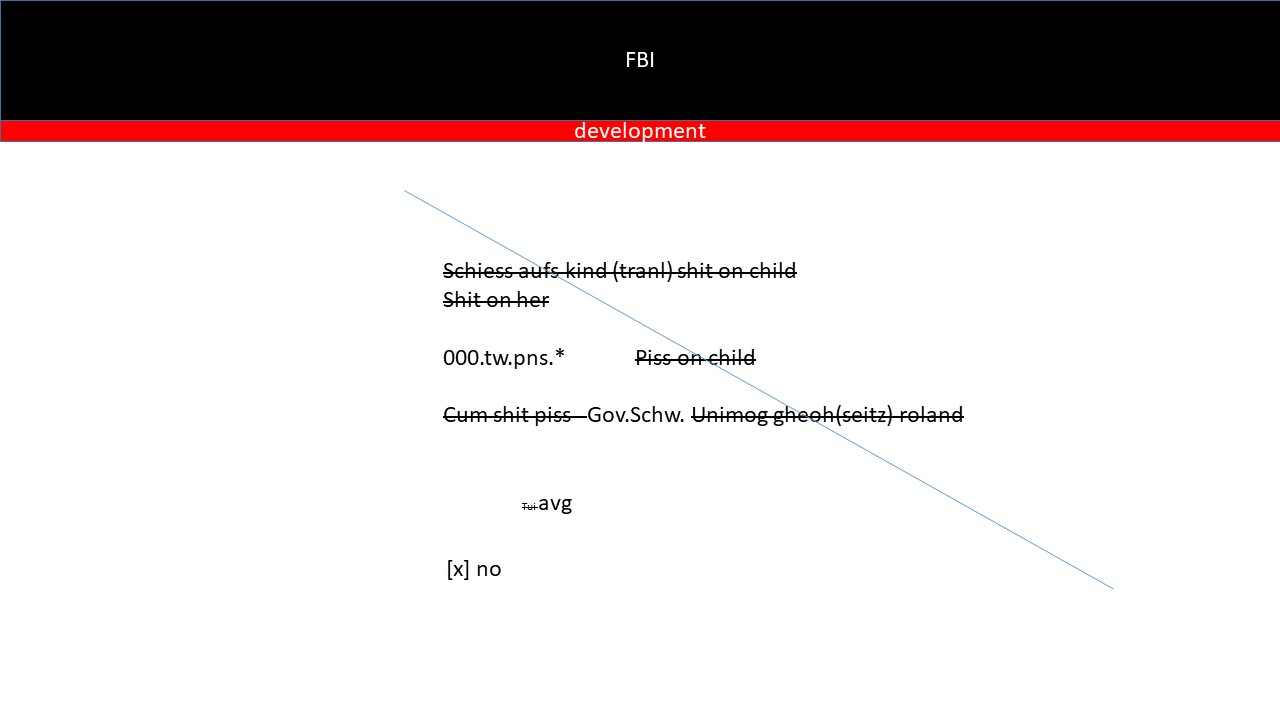 FBI
development
Schiess aufs kind (tranl) shit on child
Shit on her
000.tw.pns.* Piss on child
Cum shit piss Gov.Schw. Unimog gheoh(seitz) roland
Tui avg
[x] no